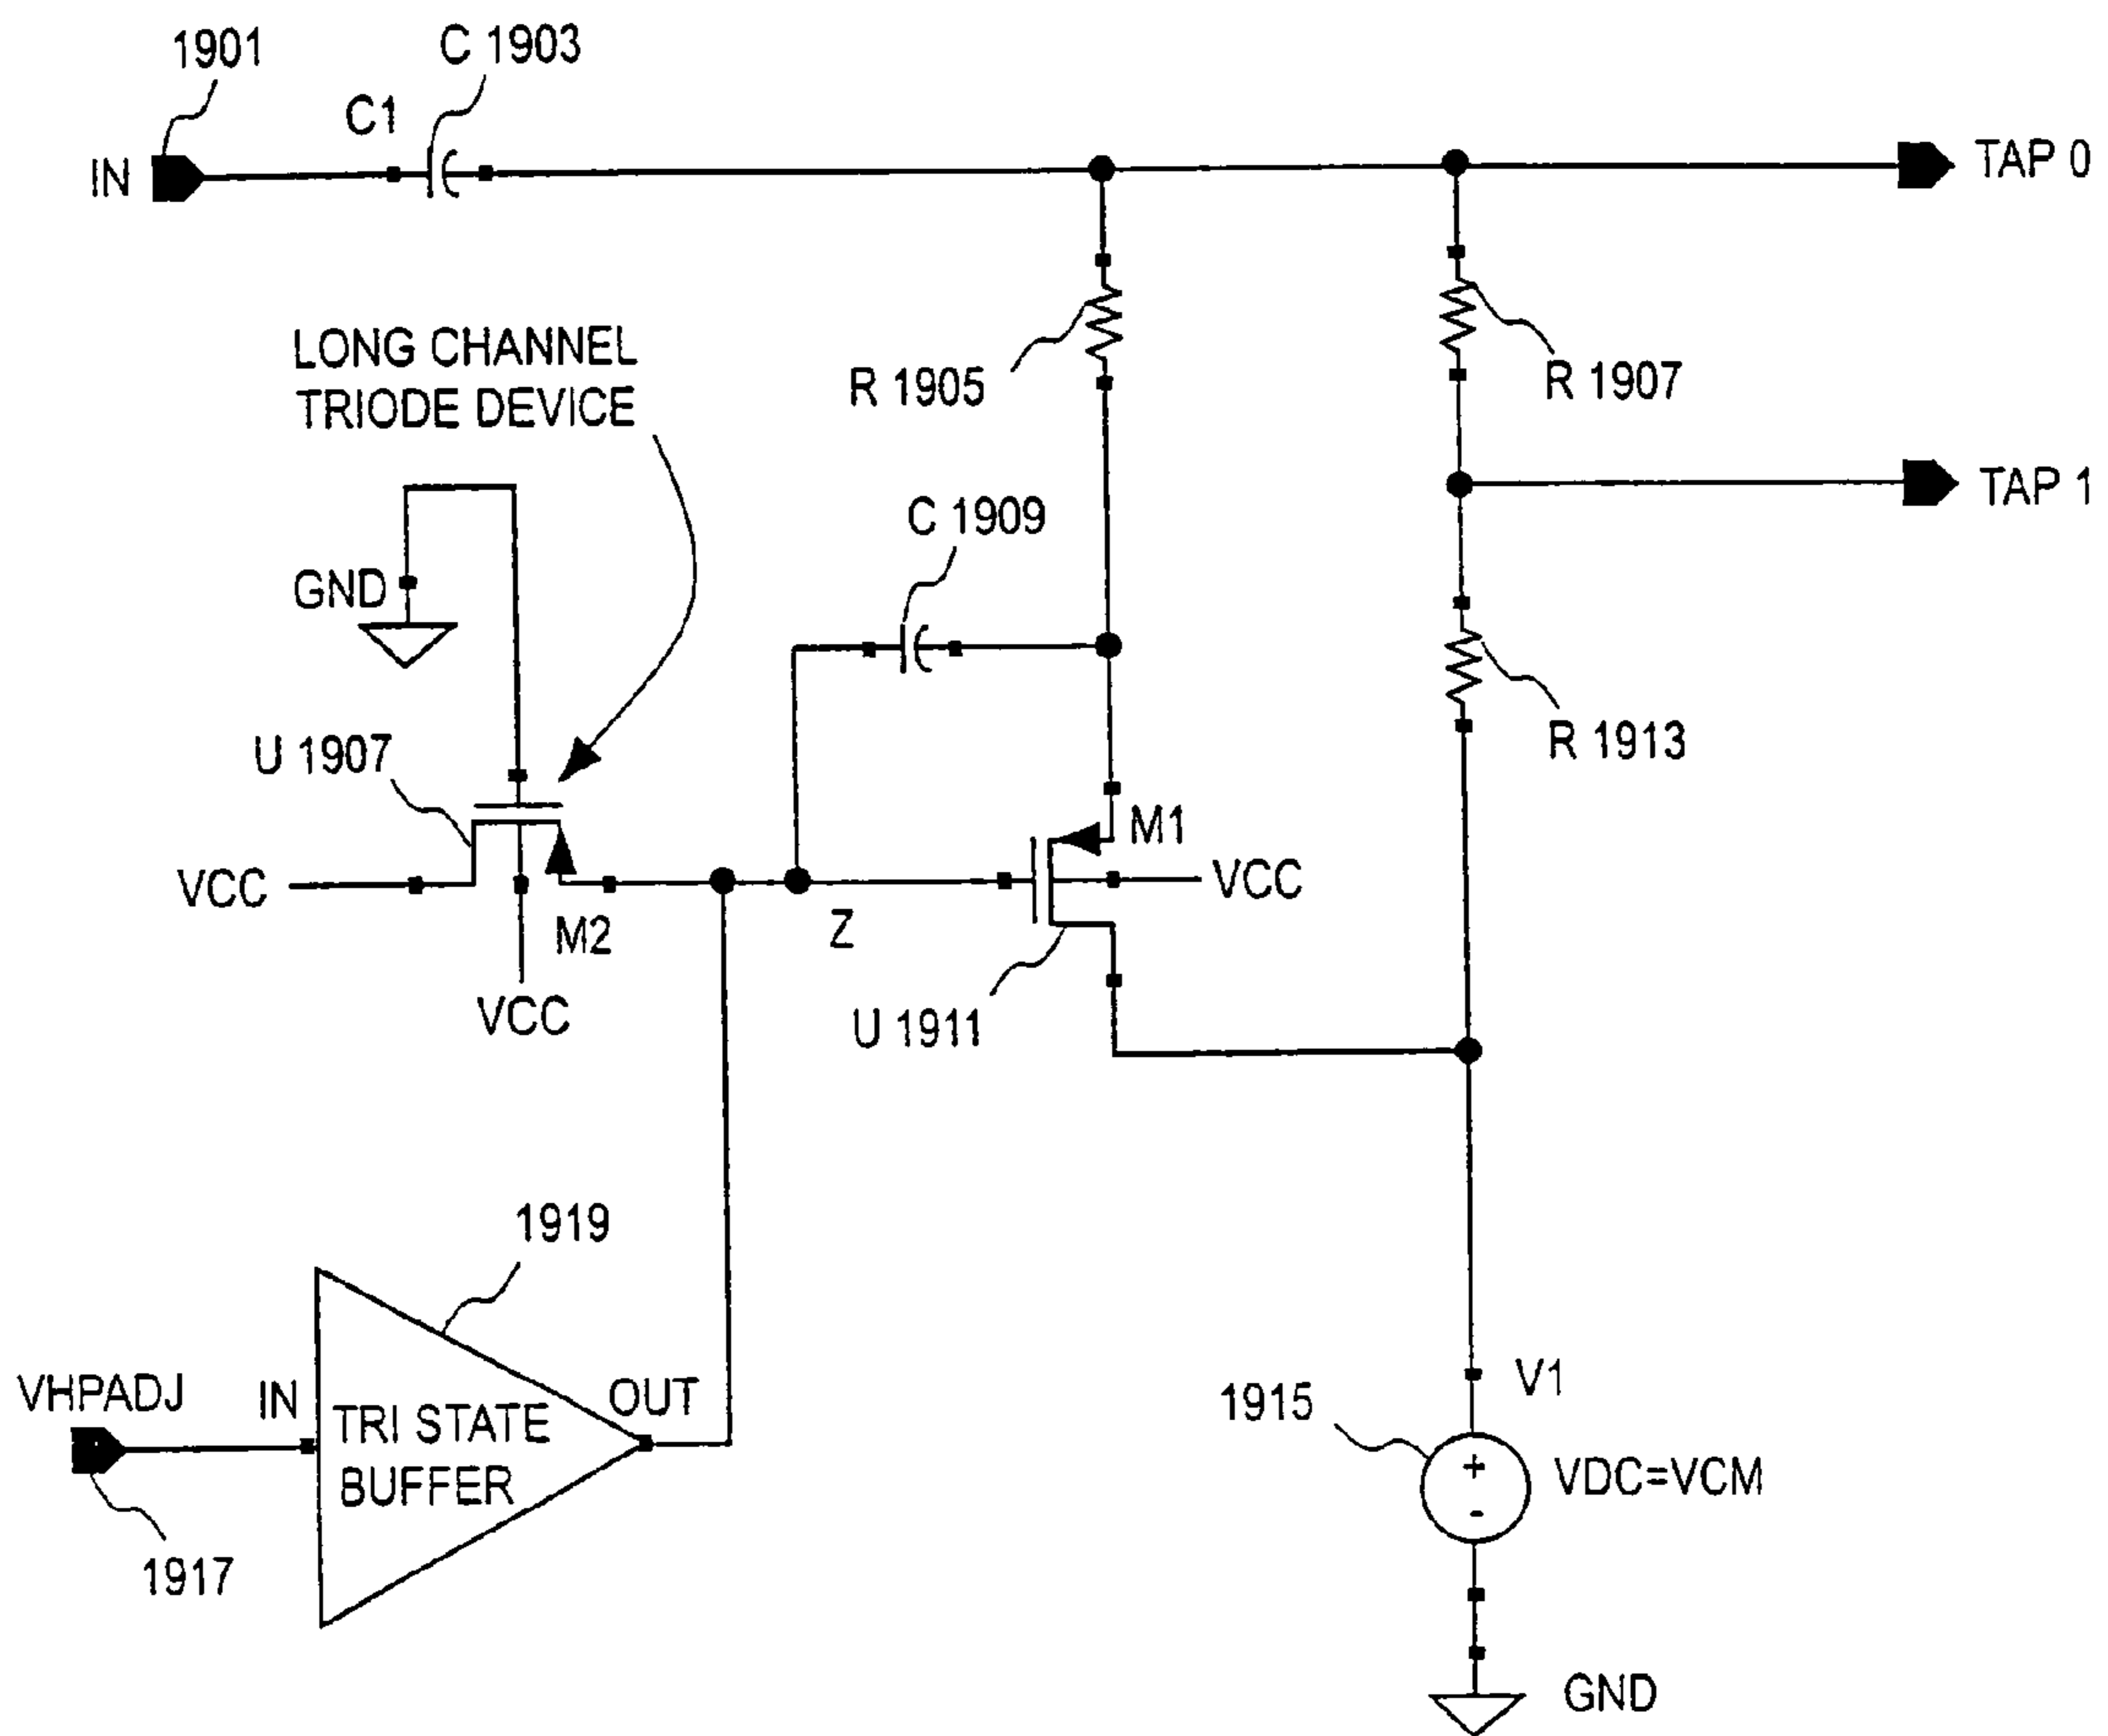 1901
C 1903
C1
IN
TAP 0
LONG CHANNEL
TRIODE DEVICE
R 1905
R 1907
TAP 1
C 1909
GND
U 1907
R 1913
M1
VCC
VCC
M2
Z
VCC
U 1911
1919
VHPADJ
IN
OUT
TRI STATE
BUFFER
1917
V1
1915
+
VDC=VCM
-
GND